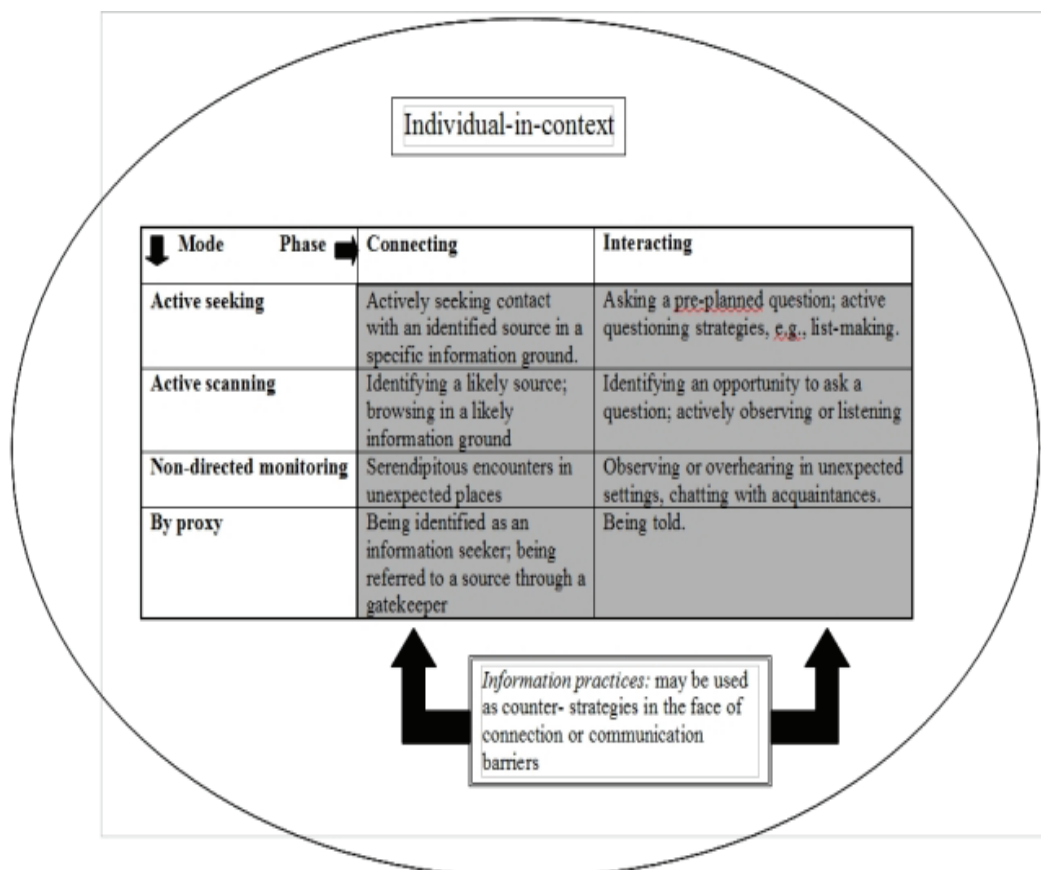 Individual-in-context
Mode Phase Connecting Interacting
Active seeking
Actively seeking contact
with an identified source in a
specific information ground.
Asking a pre-planned question; active
questioning strategies, e.g., list-making.
Active scanning
Identifying a likely source;
browsing in a likely
information ground
Identifying an opportunity to ask a
question; actively observing or listening
Non-directed monitoring
Serendipitous encounters in
unexpected places
Observing or overhearing in unexpected
settings, chatting with acquaintances.
By proxy
Being identified as an
information seeker; being
referred to a source through a
gatekeeper
Being told.
Information practices: may be used
as counter- strategies in the face of
connection or communication
barriers